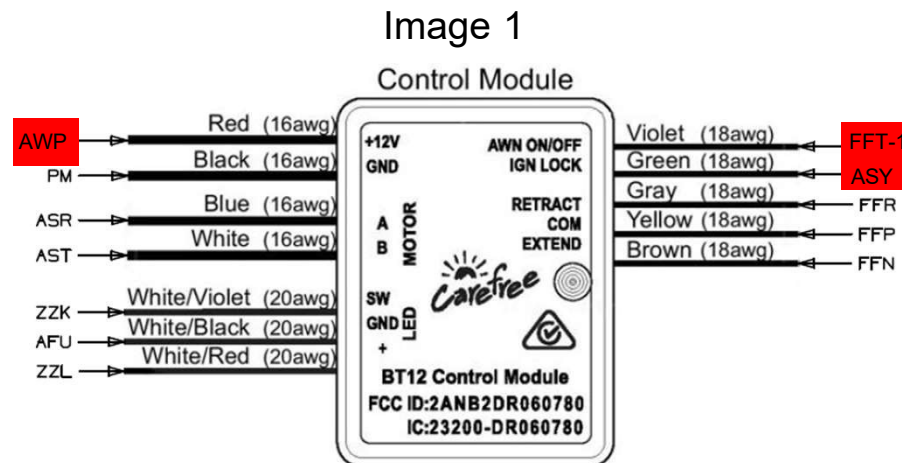 Image 1
Control Module
AWP Red (16awg) +12V
PM Black (16awg) GND
ASR Blue (16awg) A
AST White (16awg) B
MOTOR
ZZK White/Violet (20awg) SW
AFU White/Black (20awg) GND
ZZL White/Red (20awg) +
LED
AWN ON/OFF Violet (18awg) FFT-1
IGN LOCK Green (18awg) ASY
RETRACT Gray (18awg) FFR
COM Yellow (18awg) FFP
EXTEND Brown (18awg) FFN
Carefree
BT12 Control Module
FCC ID:2ANB2DR060780
IC:23200-DR060780